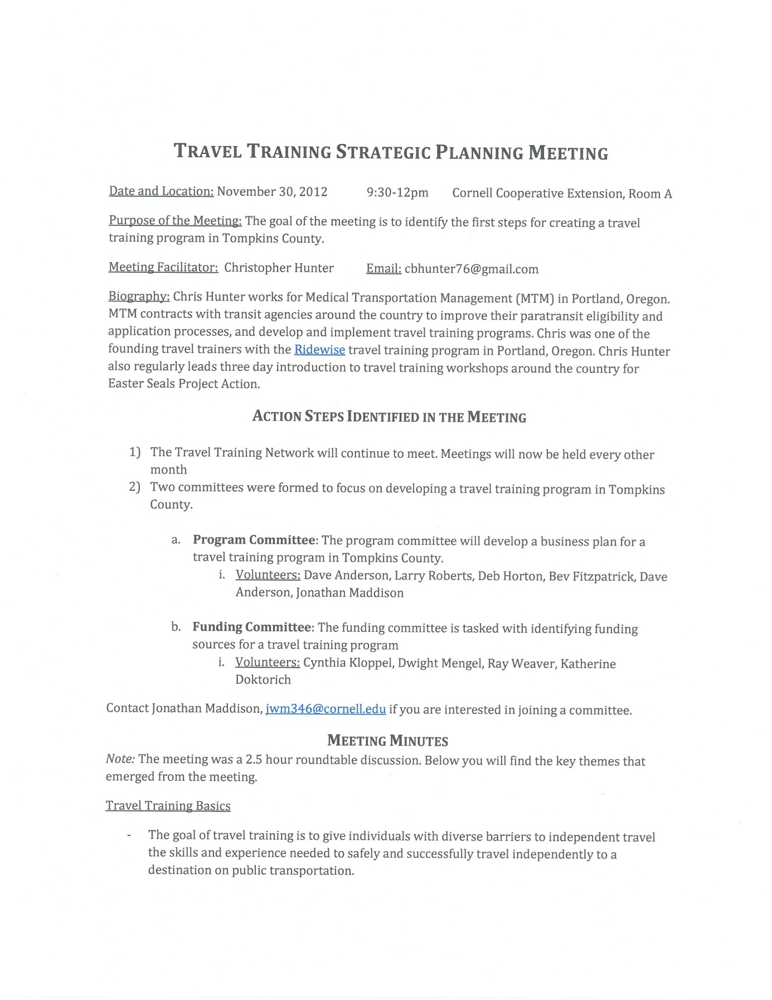 TRAVEL TRAINING STRATEGIC PLANNING MEETING
Date and Location: November 30, 2012 9:30-12pm Cornell Cooperative Extension, Room A
Purpose of the Meeting: The goal of the meeting is to identify the first steps for creating a travel
training program in Tompkins County.
Meeting Facilitator: Christopher Hunter Email: cbhunter76@gmail.com
Biography: Chris Hunter works for Medical Transportation Management (MTM) in Portland, Oregon.
MTM contracts with transit agencies around the country to improve their paratransit eligibility and
application processes, and develop and implement travel training programs. Chris was one of the
founding travel trainers with the Ridewise travel training program in Portland, Oregon. Chris Hunter
also regularly leads three day introduction to travel training workshops around the country for
Easter Seals Project Action.
ACTION STEPS IDENTIFIED IN THE MEETING
1) The Travel Training Network will continue to meet. Meetings will now be held every other
month
2) Two committees were formed to focus on developing a travel training program in Tompkins
County.
a. Program Committee: The program committee will develop a business plan for a
travel training program in Tompkins County.
i. Volunteers: Dave Anderson, Larry Roberts, Deb Horton, Bev Fitzpatrick, Dave
Anderson, Jonathan Maddison
b. Funding Committee: The funding committee is tasked with identifying funding
sources for a travel training program
i. Volunteers: Cynthia Kloppel, Dwight Mengel, Ray Weaver, Katherine
Doktorich
Contact Jonathan Maddison, jwm346@cornell.edu if you are interested in joining a committee.
MEETING MINUTES
Note: The meeting was a 2.5 hour roundtable discussion. Below you will find the key themes that
emerged from the meeting.
Travel Training Basics
- The goal of travel training is to give individuals with diverse barriers to independent travel
the skills and experience needed to safely and successfully travel independently to a
destination on public transportation.